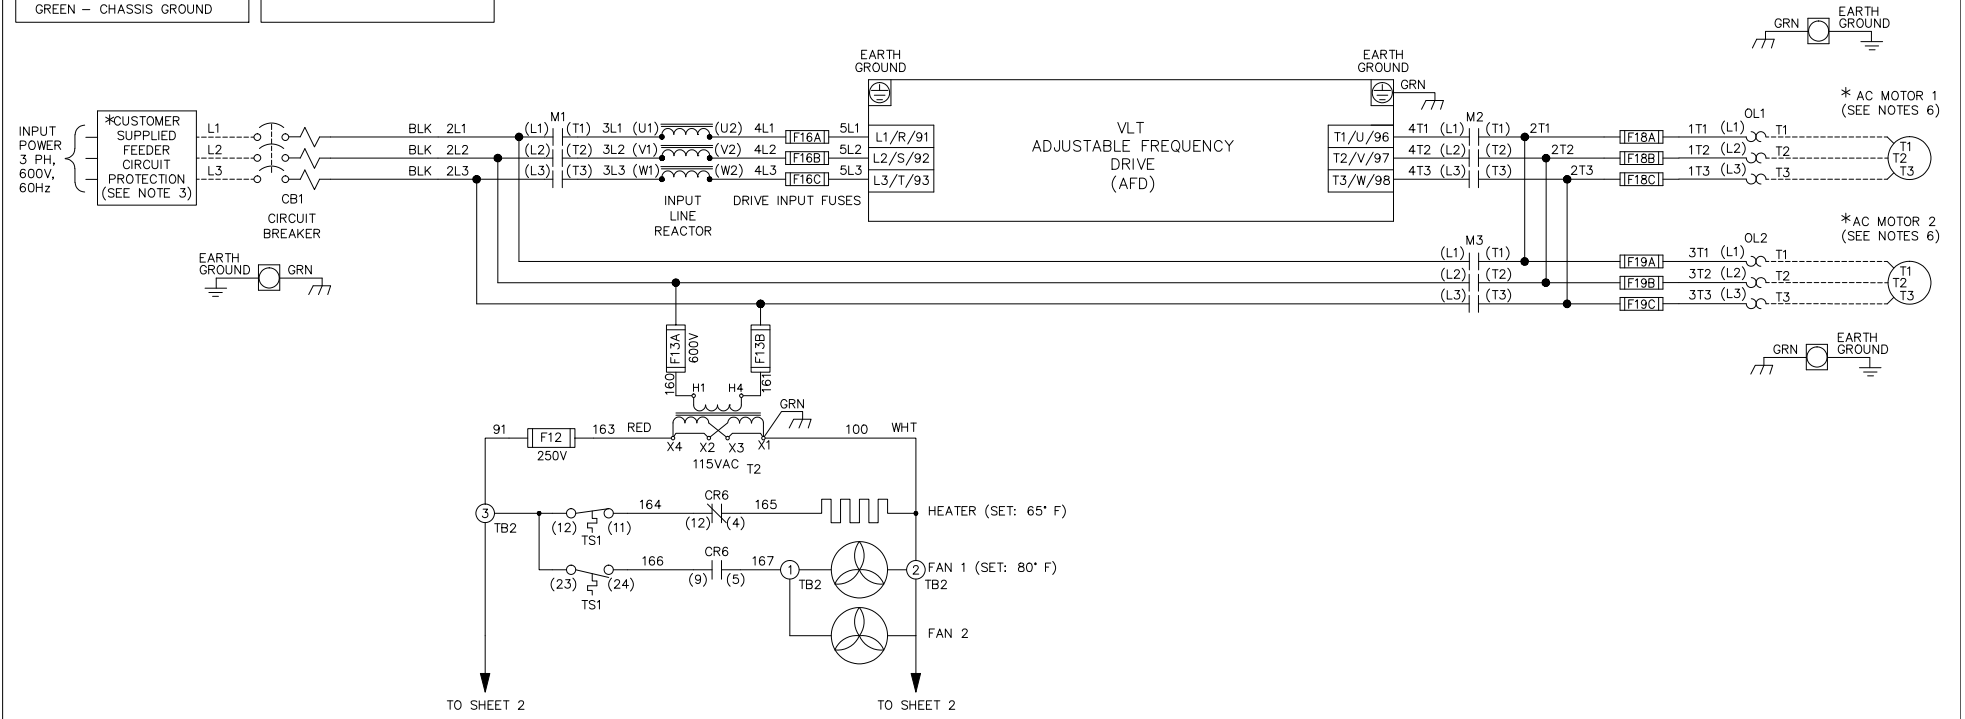 GREEN – CHASSIS GROUND
GRN
EARTH
GROUND
INPUT
POWER
3 PH,
600V,
60Hz
*CUSTOMER
SUPPLIED
FEEDER
CIRCUIT
PROTECTION
(SEE NOTE 3)
L1
L2
L3
CB1
CIRCUIT
BREAKER
BLK 2L1
BLK 2L2
BLK 2L3
M1
(L1) (T1) 3L1 (U1) (U2) 4L1 F16A 5L1
(L2) (T2) 3L2 (V1) (V2) 4L2 F16B 5L2
(L3) (T3) 3L3 (W1) (W2) 4L3 F16C 5L3
INPUT
LINE
REACTOR
DRIVE INPUT FUSES
EARTH
GROUND
L1/R/91
L2/S/92
L3/T/93
VLT
ADJUSTABLE FREQUENCY
DRIVE
(AFD)
EARTH
GROUND
GRN
T1/U/96
T2/V/97
T3/W/98
M2
4T1 (L1) (T1) 2T1 F18A 1T1 (L1) T1
4T2 (L2) (T2) 2T2 F18B 1T2 (L2) T2
4T3 (L3) (T3) 2T3 F18C 1T3 (L3) T3
OL1
* AC MOTOR 1
(SEE NOTES 6)
T1
T2
T3
EARTH
GROUND
GRN
M3
(L1) (T1) F19A 3T1 (L1) T1
(L2) (T2) F19B 3T2 (L2) T2
(L3) (T3) F19C 3T3 (L3) T3
OL2
*AC MOTOR 2
(SEE NOTES 6)
T1
T2
T3
GRN
EARTH
GROUND
F13A
600V
F13B
160
161
H1 H4
GRN
91 F12 163 RED
250V
X4 X2 X3 X1
115VAC T2
100 WHT
3
TB2
(12) (11)
TS1
164
CR6
(12) (4)
165
HEATER (SET: 65° F)
(23) (24)
TS1
166
CR6
(9) (5)
167
1
TB2
2
TB2
FAN 1 (SET: 80° F)
FAN 2
TO SHEET 2
TO SHEET 2